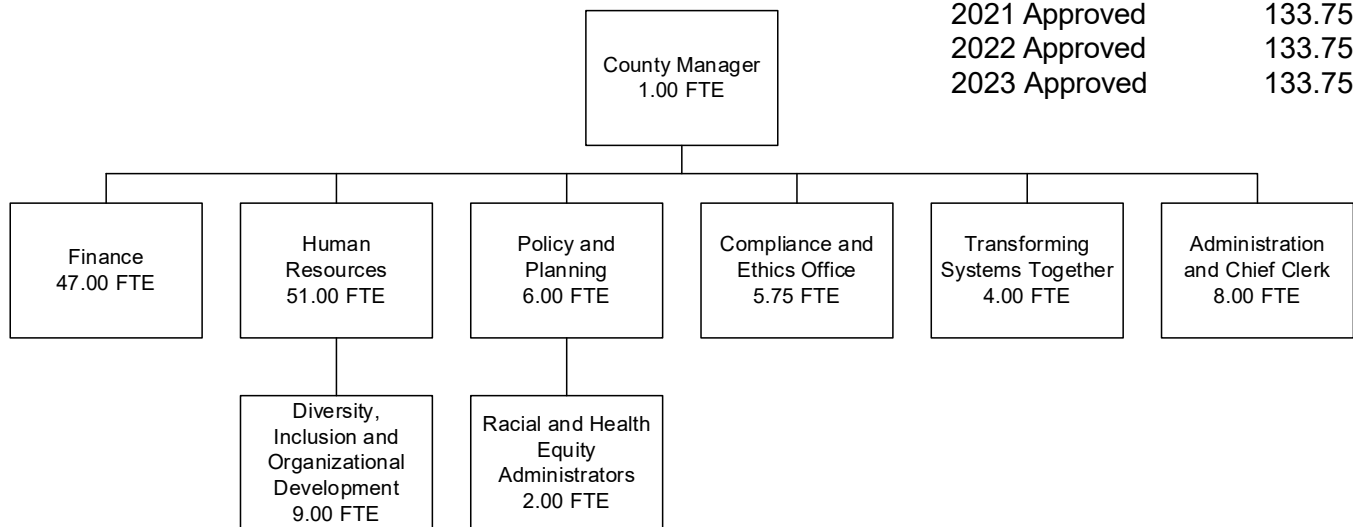 2021 Approved 133.75
2022 Approved 133.75
2023 Approved 133.75
County Manager
1.00 FTE
Finance
47.00 FTE
Human
Resources
51.00 FTE
Policy and
Planning
6.00 FTE
Compliance and
Ethics Office
5.75 FTE
Transforming
Systems Together
4.00 FTE
Administration
and Chief Clerk
8.00 FTE
Diversity,
Inclusion and
Organizational
Development
9.00 FTE
Racial and Health
Equity
Administrators
2.00 FTE